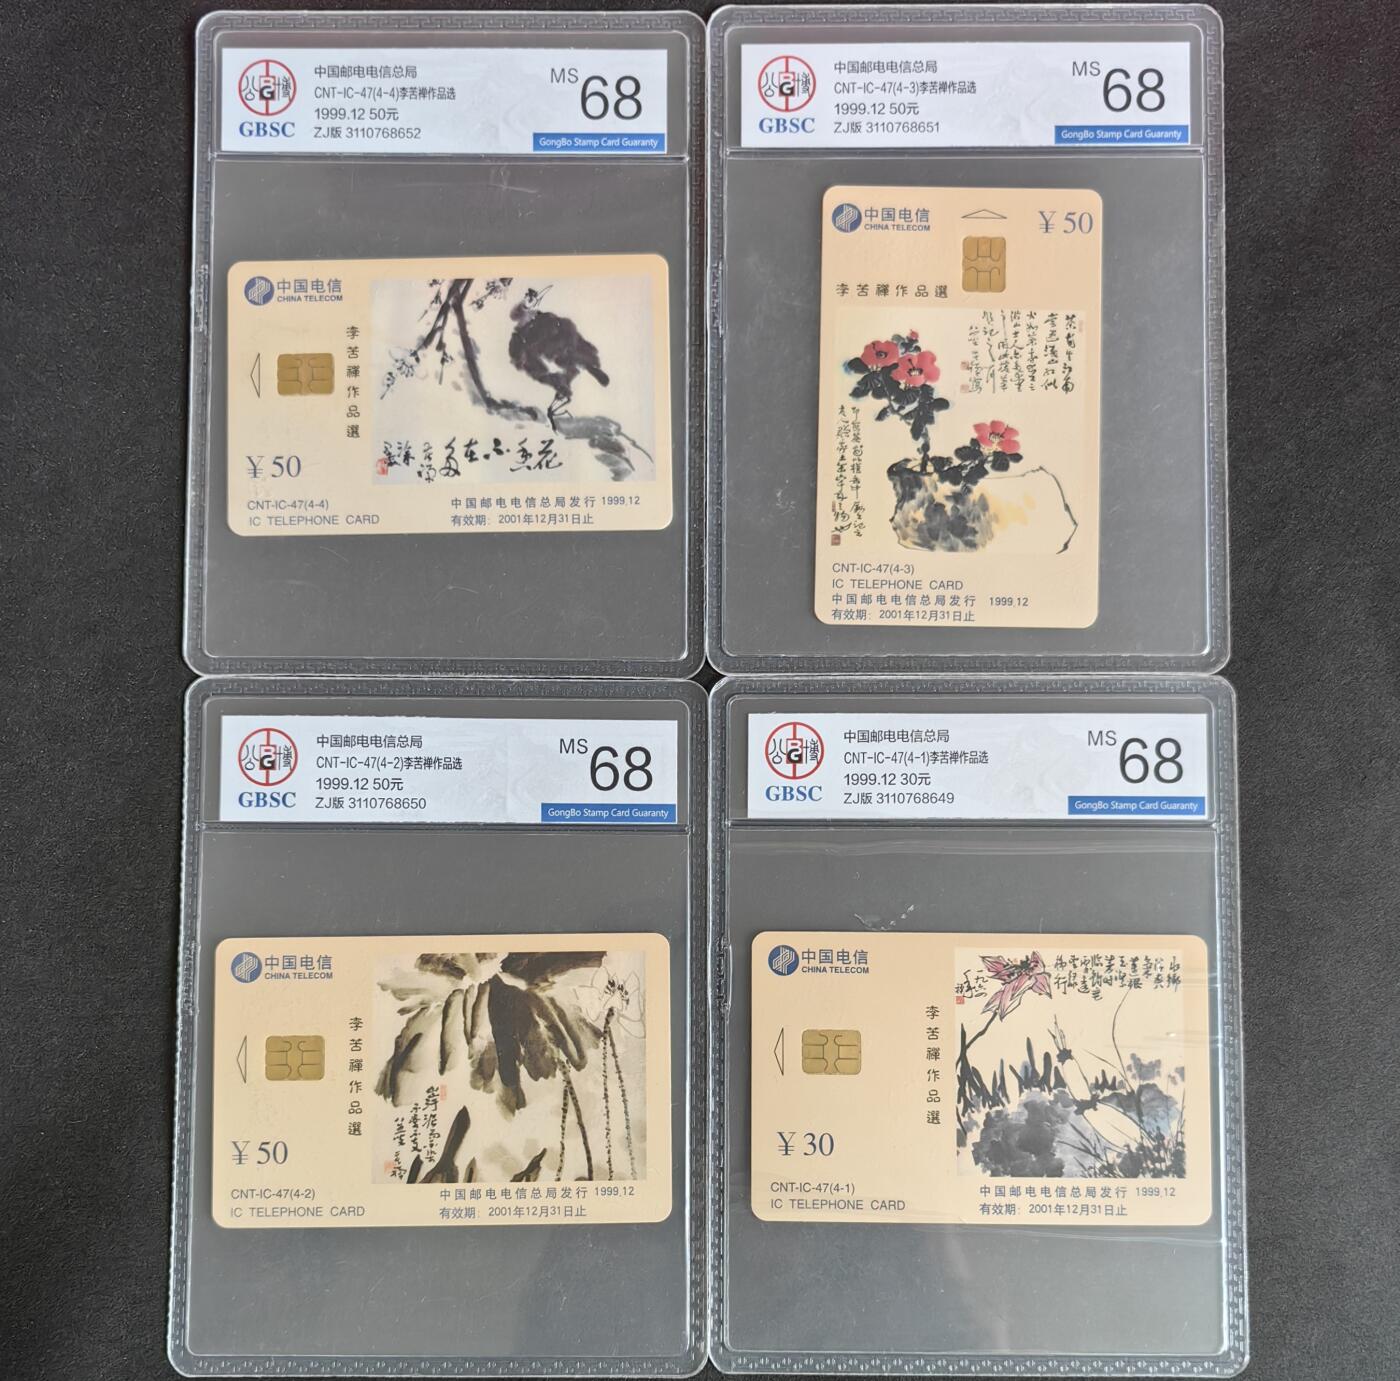 中国邮电电信总局
CNT-IC-47(4-4)李苦禅作品选
1999.12 50元
ZJ版 3110768652
MS 68
GBSC
GongBo Stamp Card Guaranty
中国电信
CHINA TELECOM
李苦禅作品選
¥50
CNT-IC-47(4-4)
IC TELEPHONE CARD
中国邮电电信总局发行 1999.12
有效期: 2001年12月31日止
中国邮电电信总局
CNT-IC-47(4-3)李苦禅作品选
1999.12 50元
ZJ版 3110768651
MS 68
GBSC
GongBo Stamp Card Guaranty
中国电信
CHINA TELECOM
¥50
李苦禅作品選
CNT-IC-47(4-3)
IC TELEPHONE CARD
中国邮电电信总局发行 1999.12
有效期: 2001年12月31日止
中国邮电电信总局
CNT-IC-47(4-2)李苦禅作品选
1999.12 50元
ZJ版 3110768650
MS 68
GBSC
GongBo Stamp Card Guaranty
中国电信
CHINA TELECOM
李苦禅作品選
¥50
CNT-IC-47(4-2)
IC TELEPHONE CARD
中国邮电电信总局发行 1999.12
有效期: 2001年12月31日止
中国邮电电信总局
CNT-IC-47(4-1)李苦禅作品选
1999.12 30元
ZJ版 3110768649
MS 68
GBSC
GongBo Stamp Card Guaranty
中国电信
CHINA TELECOM
李苦禅作品選
¥30
CNT-IC-47(4-1)
IC TELEPHONE CARD
中国邮电电信总局发行 1999.12
有效期: 2001年12月31日止